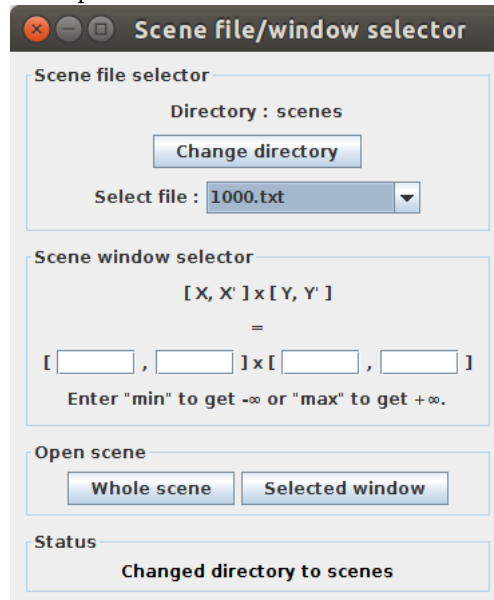 Scene file/window selector
Scene file selector
Directory : scenes
Change directory
Select file : 1000.txt
Scene window selector
[ X, X' ] x [ Y, Y' ]
=
[ , ] x [ , ]
Enter "min" to get -∞ or "max" to get +∞.
Open scene
Whole scene Selected window
Status
Changed directory to scenes